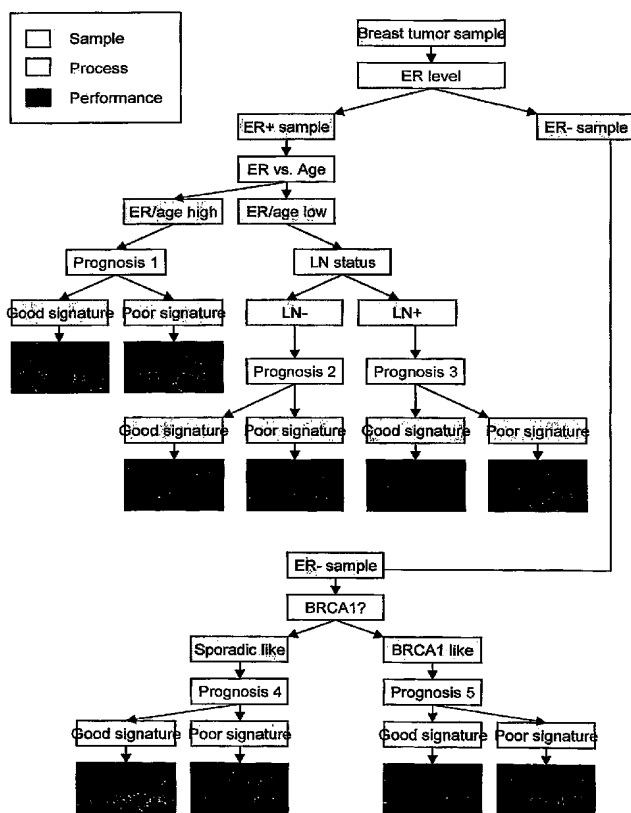 Sample
Process
Performance
Breast tumor sample
ER level
ER+ sample
ER- sample
ER vs. Age
ER/age high
ER/age low
Prognosis 1
LN status
Good signature
Poor signature
LN-
LN+
Prognosis 2
Prognosis 3
Good signature
Poor signature
Good signature
Poor signature
ER- sample
BRCA1?
Sporadic like
BRCA1 like
Prognosis 4
Prognosis 5
Good signature
Poor signature
Good signature
Poor signature